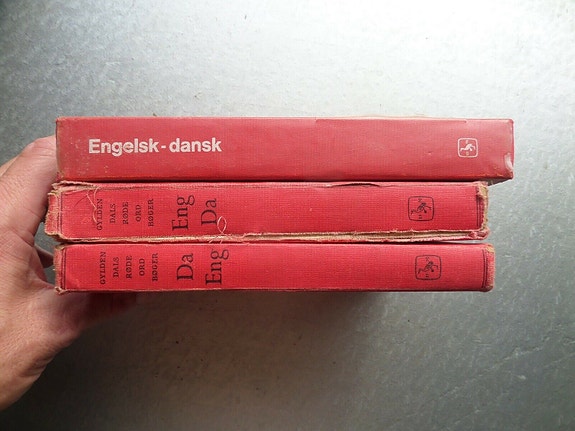 Engelsk-dansk
GYLDEN
DALS
RØDE
ORD
BØGER
Eng
Da
GYLDEN
DALS
RØDE
ORD
BØGER
Da
Eng